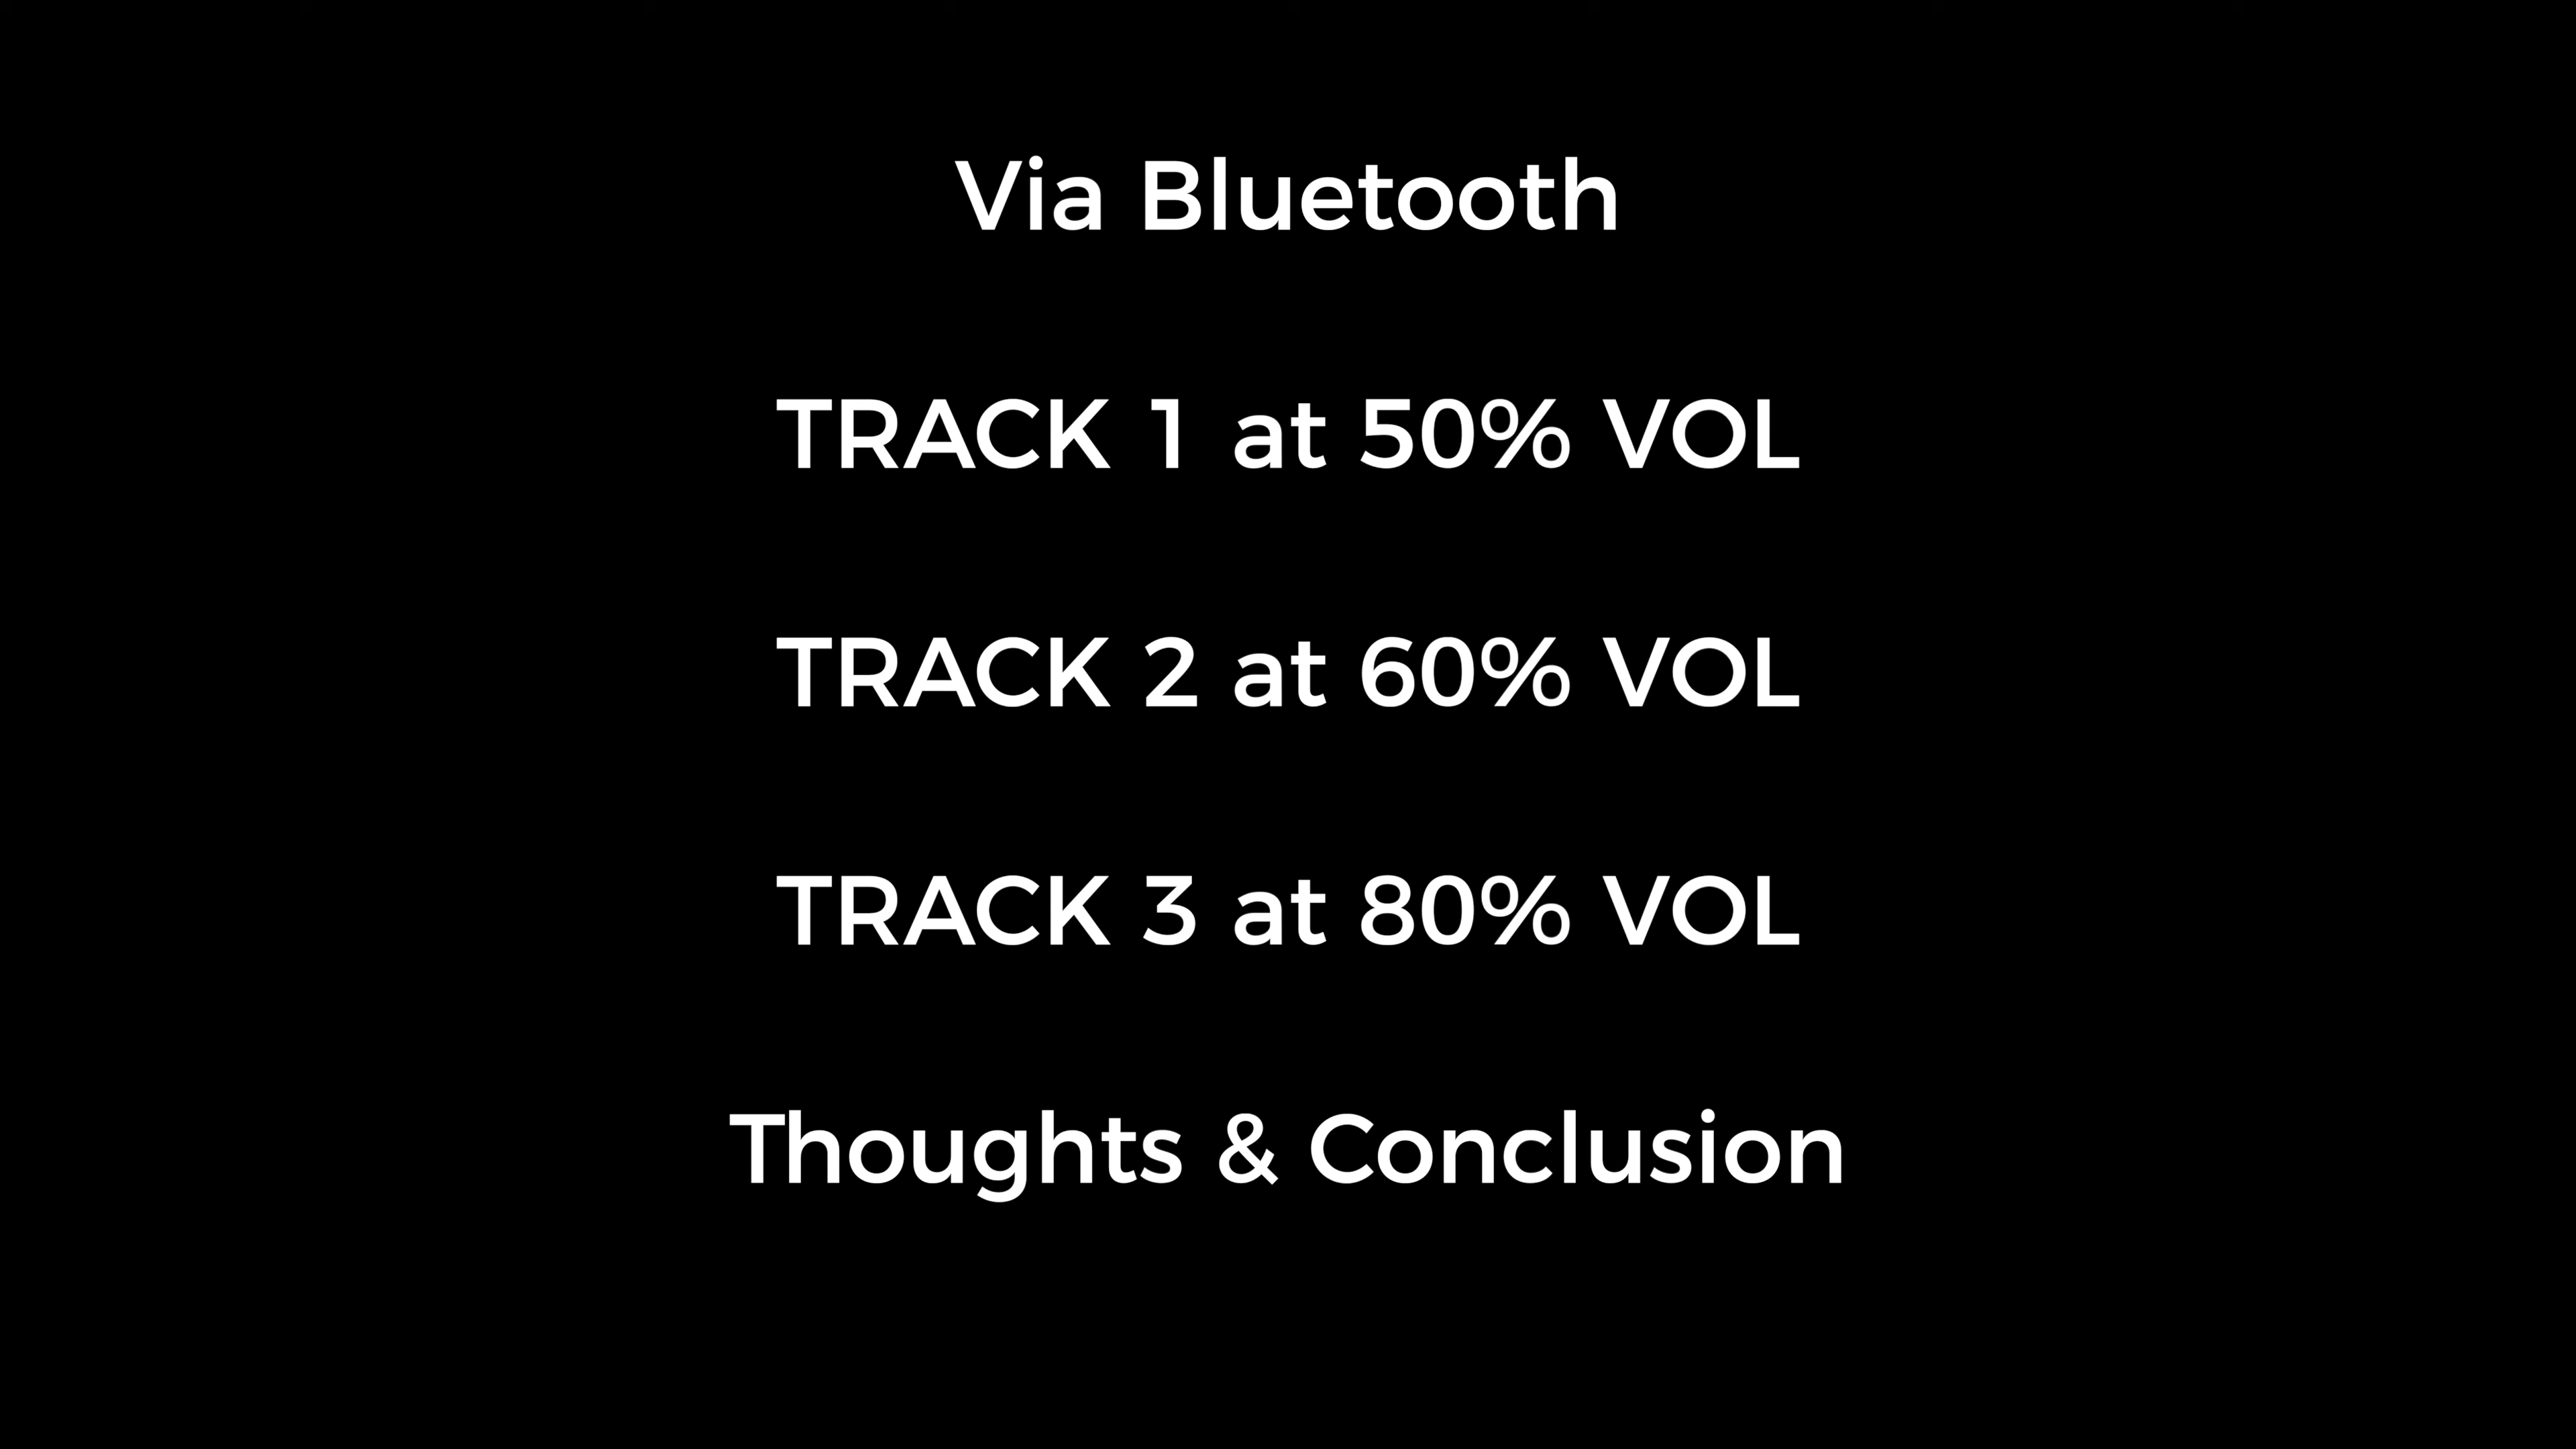 Via Bluetooth
TRACK 1 at 50% VOL
TRACK 2 at 60% VOL
TRACK 3 at 80% VOL
Thoughts & Conclusion